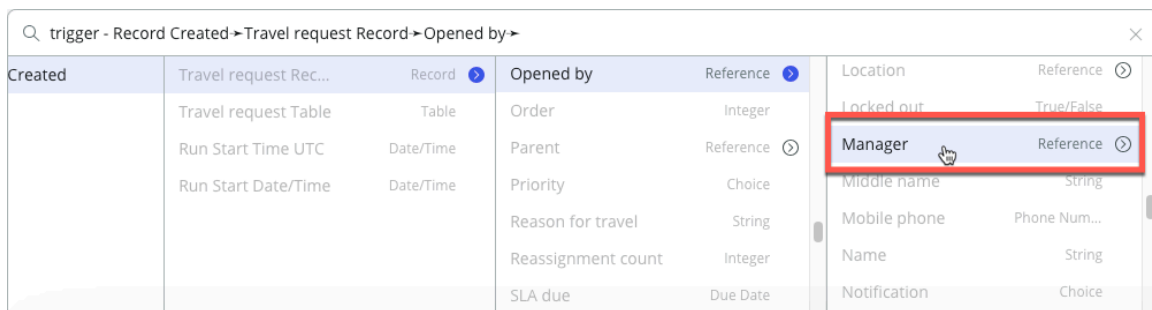 trigger - Record Created➛Travel request Record➛Opened by➛
Created
Travel request Rec... Record
Travel request Table Table
Run Start Time UTC Date/Time
Run Start Date/Time Date/Time
Opened by Reference
Order Integer
Parent Reference
Priority Choice
Reason for travel String
Reassignment count Integer
SLA due Due Date
Location Reference
Locked out True/False
Manager Reference
Middle name String
Mobile phone Phone Num...
Name String
Notification Choice